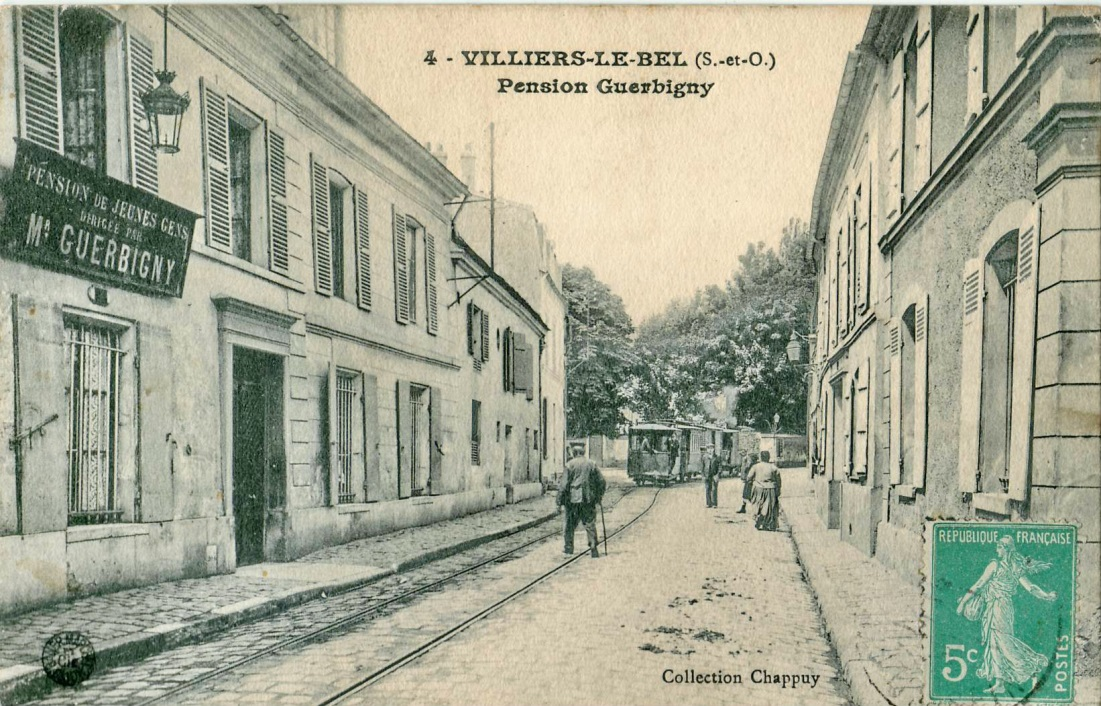 4 - VILLIERS-LE-BEL (S.-et-O.)
Pension Guerbigny
PENSION DE JEUNES GENS
DIRIGÉE PAR
Mr GUERBIGNY
REPUBLIQUE FRANÇAISE
5c
POSTES
Collection Chappuy